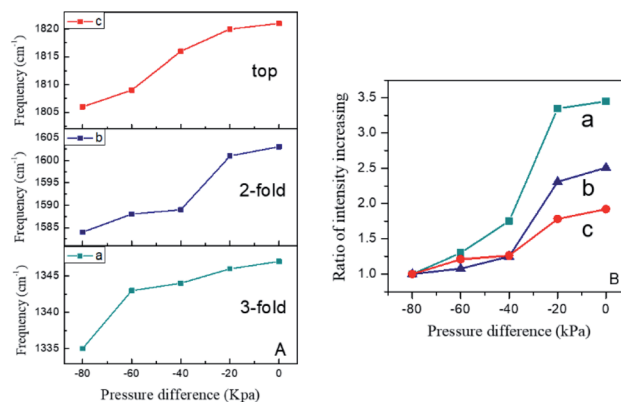 c
1820
1815
1810
1805
Frequency (cm⁻¹)
top
b
1605
1600
1595
1590
1585
Frequency (cm⁻¹)
2-fold
a
1345
1340
1335
Frequency (cm⁻¹)
3-fold
A
-80 -60 -40 -20 0
Pressure difference (Kpa)
Ratio of intensity increasing
3.5
3.0
2.5
2.0
1.5
1.0
a
b
c
B
-80 -60 -40 -20 0
Pressure difference (kPa)